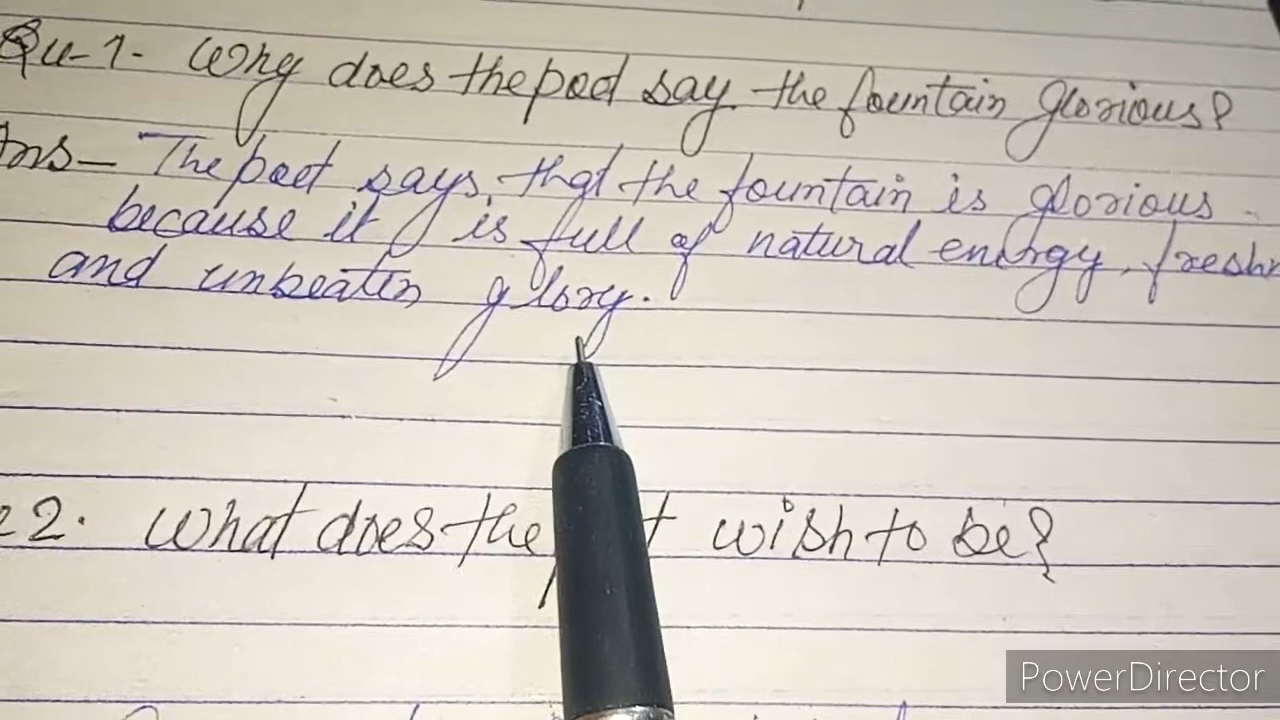 Qu-1- Why does the poet say the fountain glorious?
Ans- The poet says, that the fountain is glorious
because it is full of natural energy, freshn
and unbeaten glory.
2. What does the wish to be?
PowerDirector